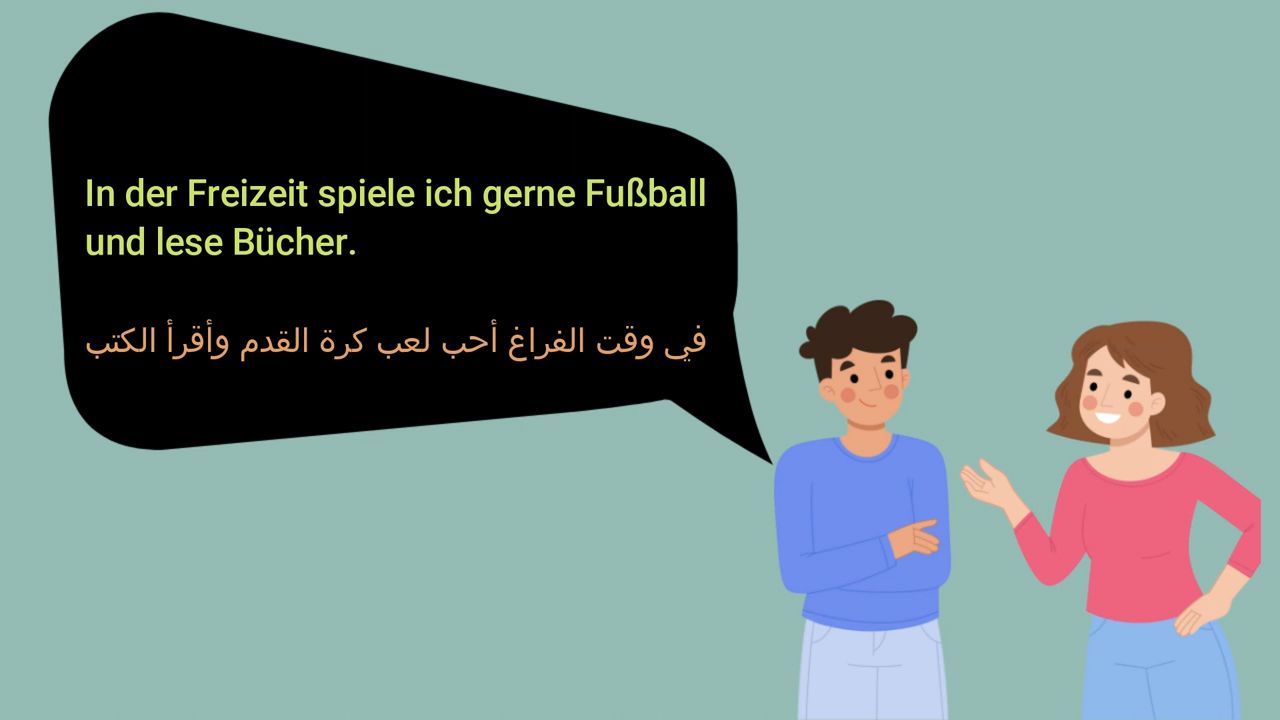 In der Freizeit spiele ich gerne Fußball
und lese Bücher.
في وقت الفراغ أحب لعب كرة القدم وأقرأ الكتب